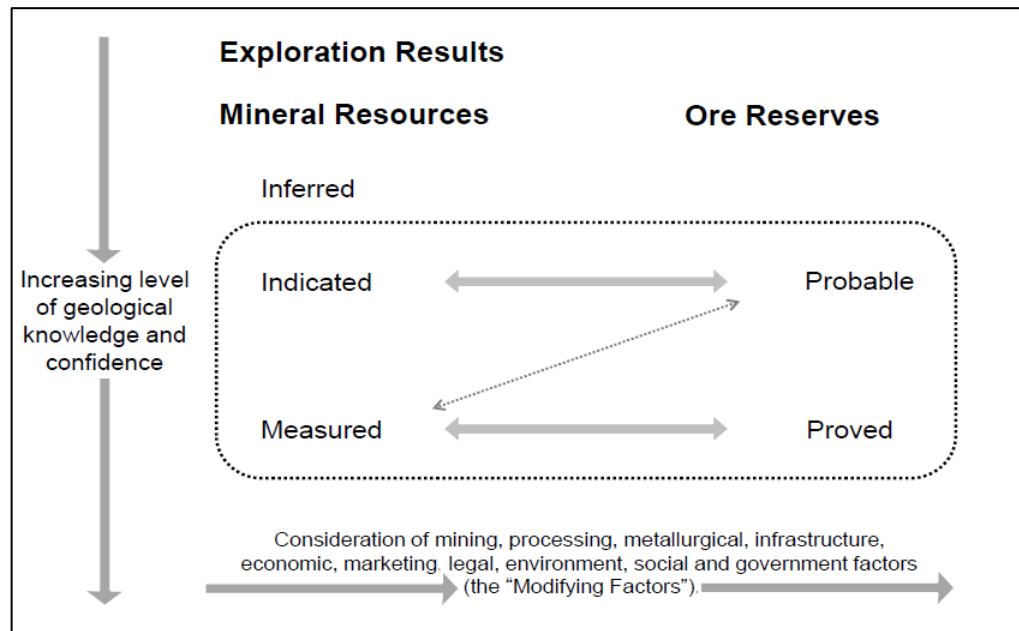 Exploration Results
Mineral Resources
Ore Reserves
Inferred
Increasing level
of geological
knowledge and
confidence
Indicated
Probable
Measured
Proved
Consideration of mining, processing, metallurgical, infrastructure,
economic, marketing, legal, environment, social and government factors
(the “Modifying Factors”).